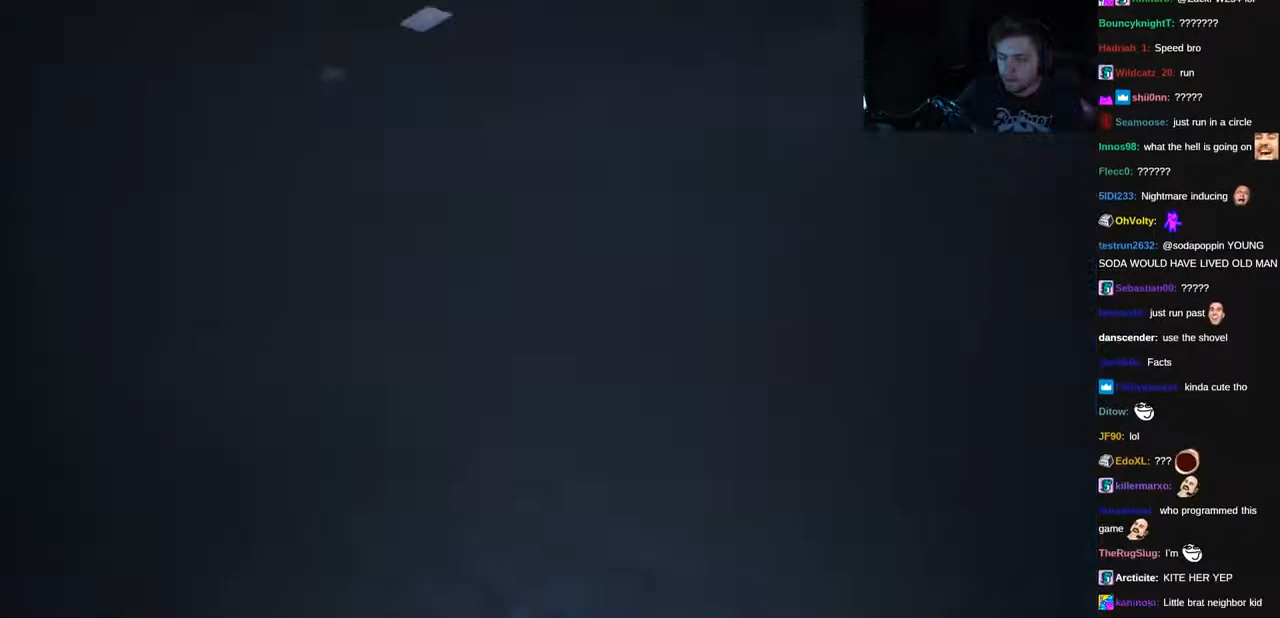 BouncyknightT: ???????
Hadriah_1: Speed bro
Wildcatz_20: run
shii0nn: ?????
Seamoose: just run in a circle
Innos98: what the hell is going on
Flecc0: ??????
5IDI233: Nightmare inducing
OhVolty:
testrun2632: @sodapoppin YOUNG
SODA WOULD HAVE LIVED OLD MAN
Sebastian00: ?????
just run past
danscender: use the shovel
Facts
kinda cute tho
Ditow:
JF90: lol
EdoXL: ???
killermarxo:
who programmed this
game
TheRugSlug: I'm
Arcticite: KITE HER YEP
kaninoki: Little brat neighbor kid